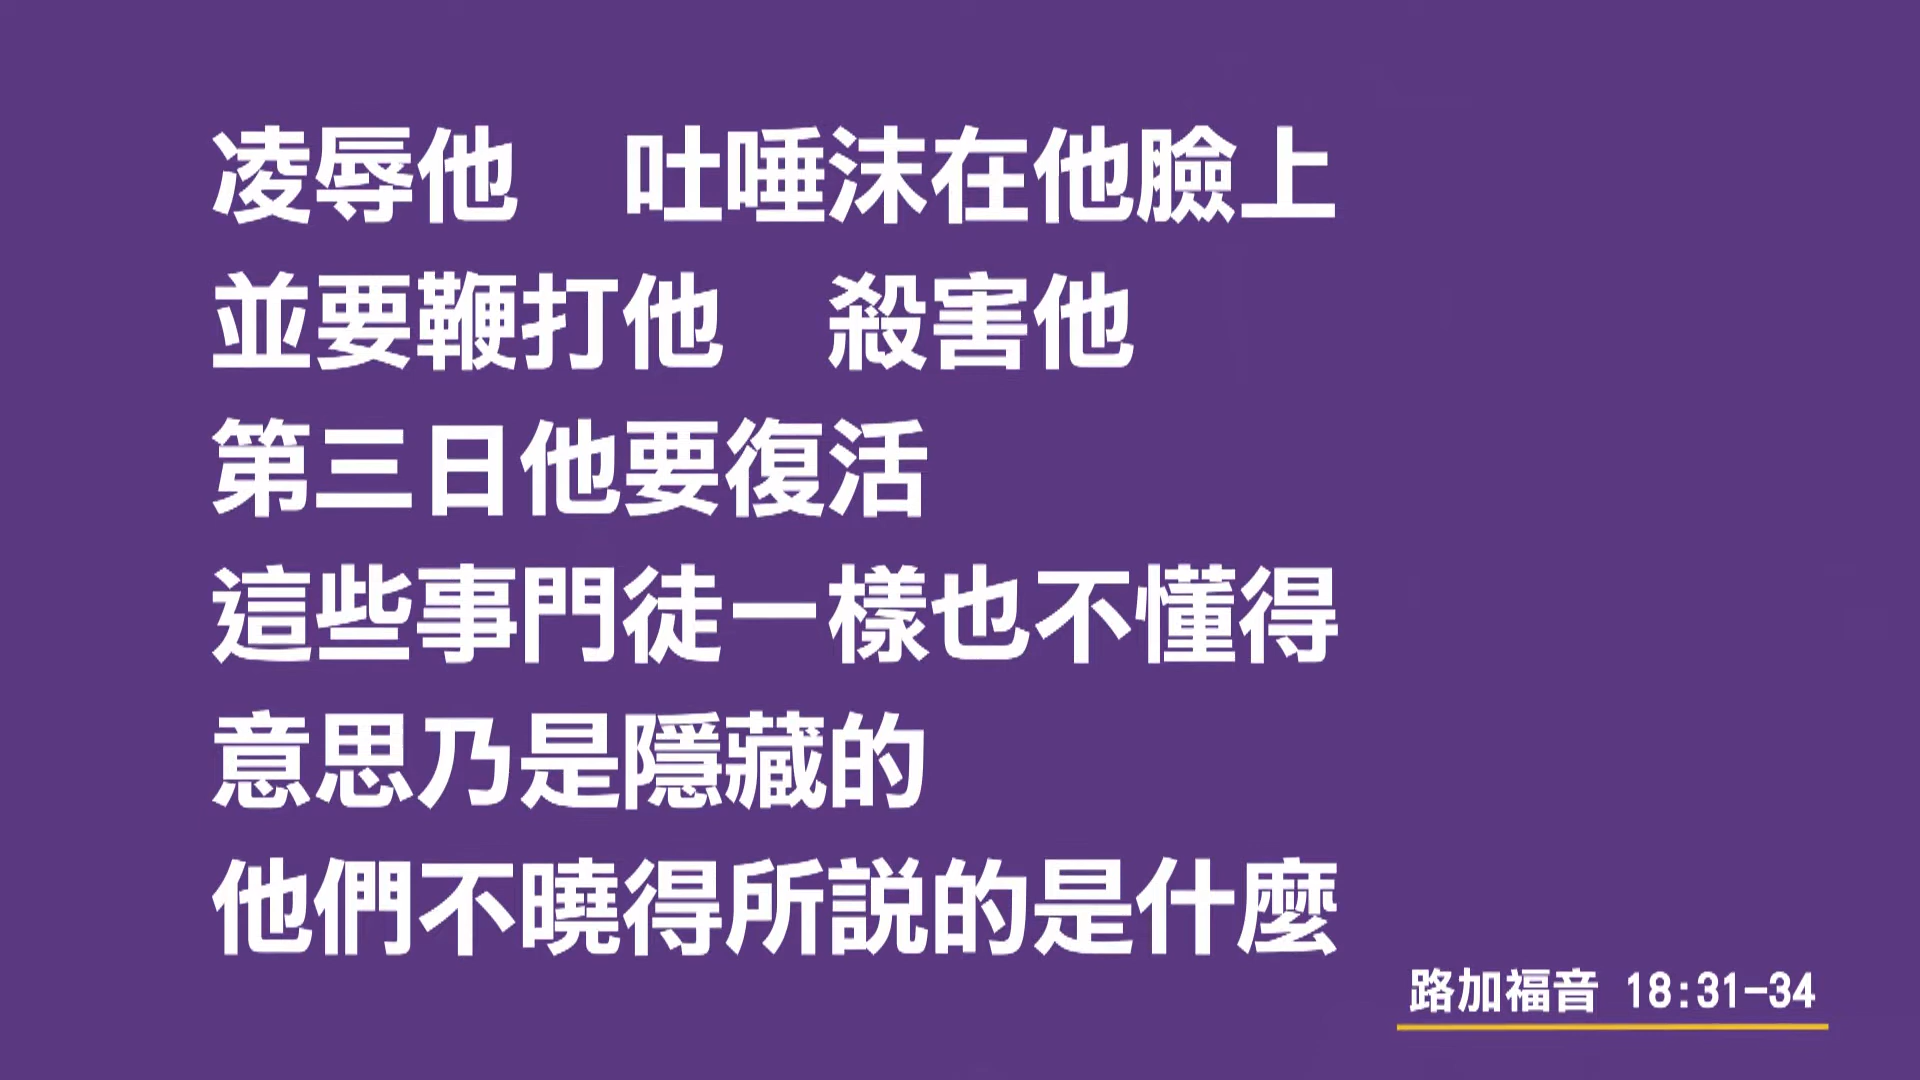 凌辱他　吐唾沫在他臉上
並要鞭打他　殺害他
第三日他要復活
這些事門徒一樣也不懂得
意思乃是隱藏的
他們不曉得所說的是什麼
路加福音 18:31-34